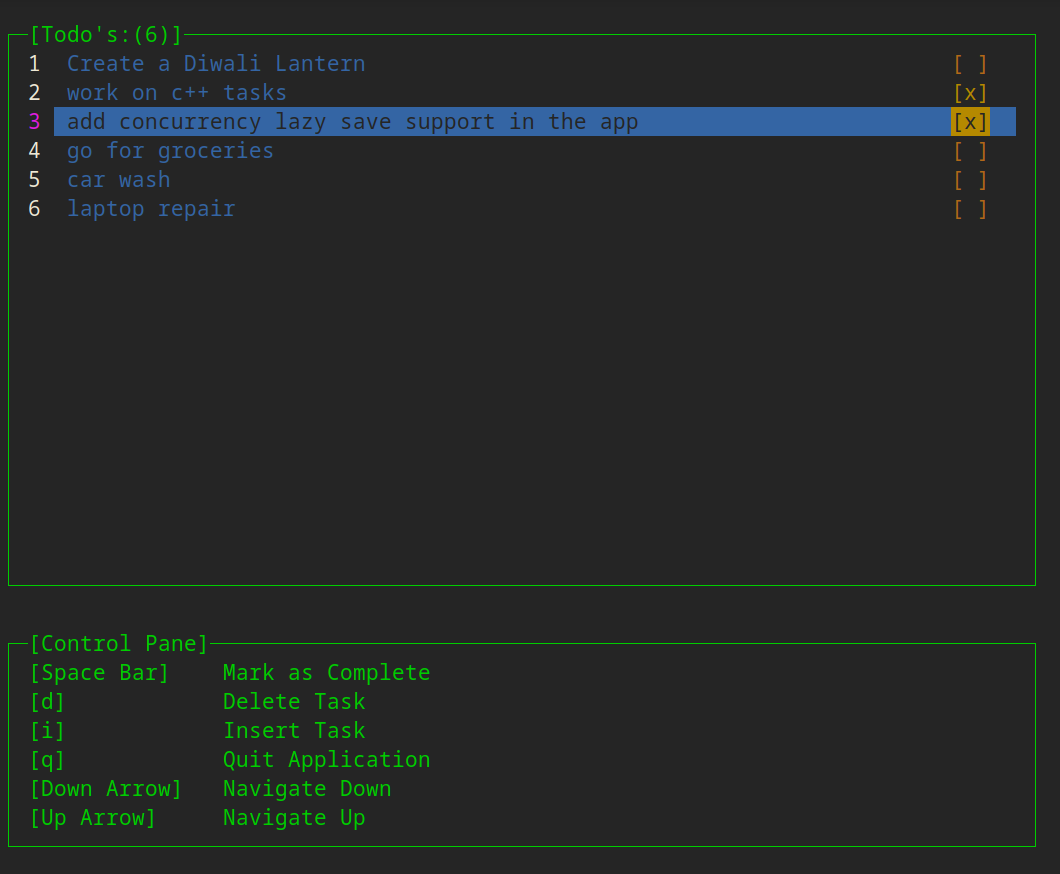 [Todo's:(6)]
1 Create a Diwali Lantern [ ]
2 work on c++ tasks [x]
3 add concurrency lazy save support in the app [x]
4 go for groceries [ ]
5 car wash [ ]
6 laptop repair [ ]
[Control Pane]
[Space Bar] Mark as Complete
[d] Delete Task
[i] Insert Task
[q] Quit Application
[Down Arrow] Navigate Down
[Up Arrow] Navigate Up